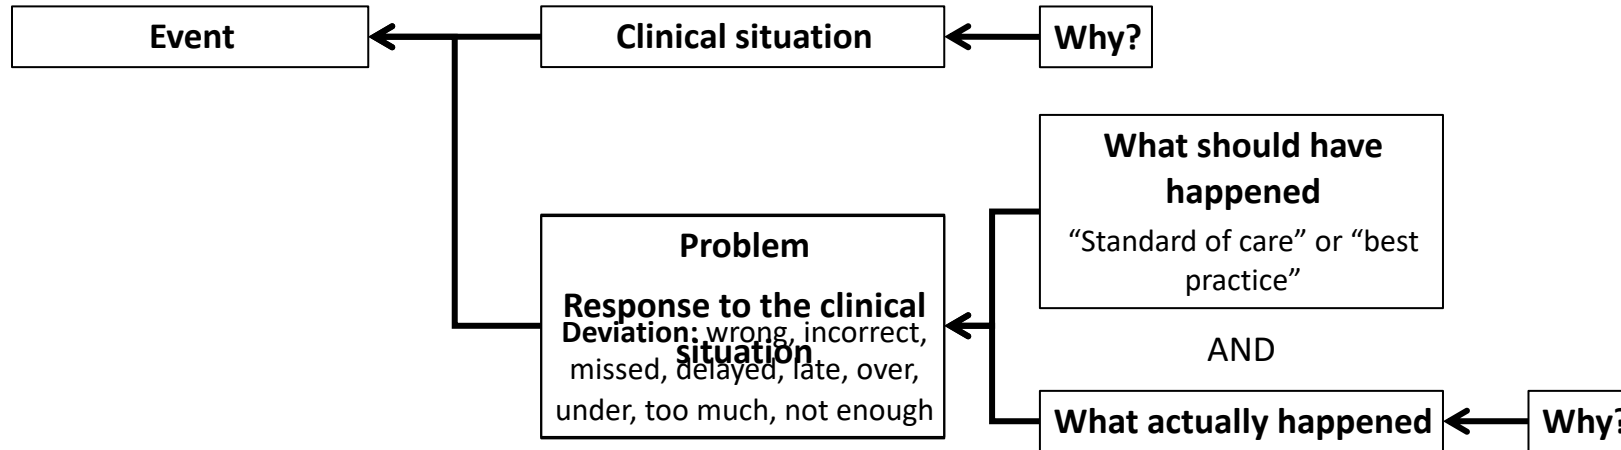 Event
Clinical situation
Why?
What should have
happened
“Standard of care” or “best
practice”
Problem
Response to the clinical
situation
Deviation: wrong, incorrect,
missed, delayed, late, over,
under, too much, not enough
AND
What actually happened
Why?